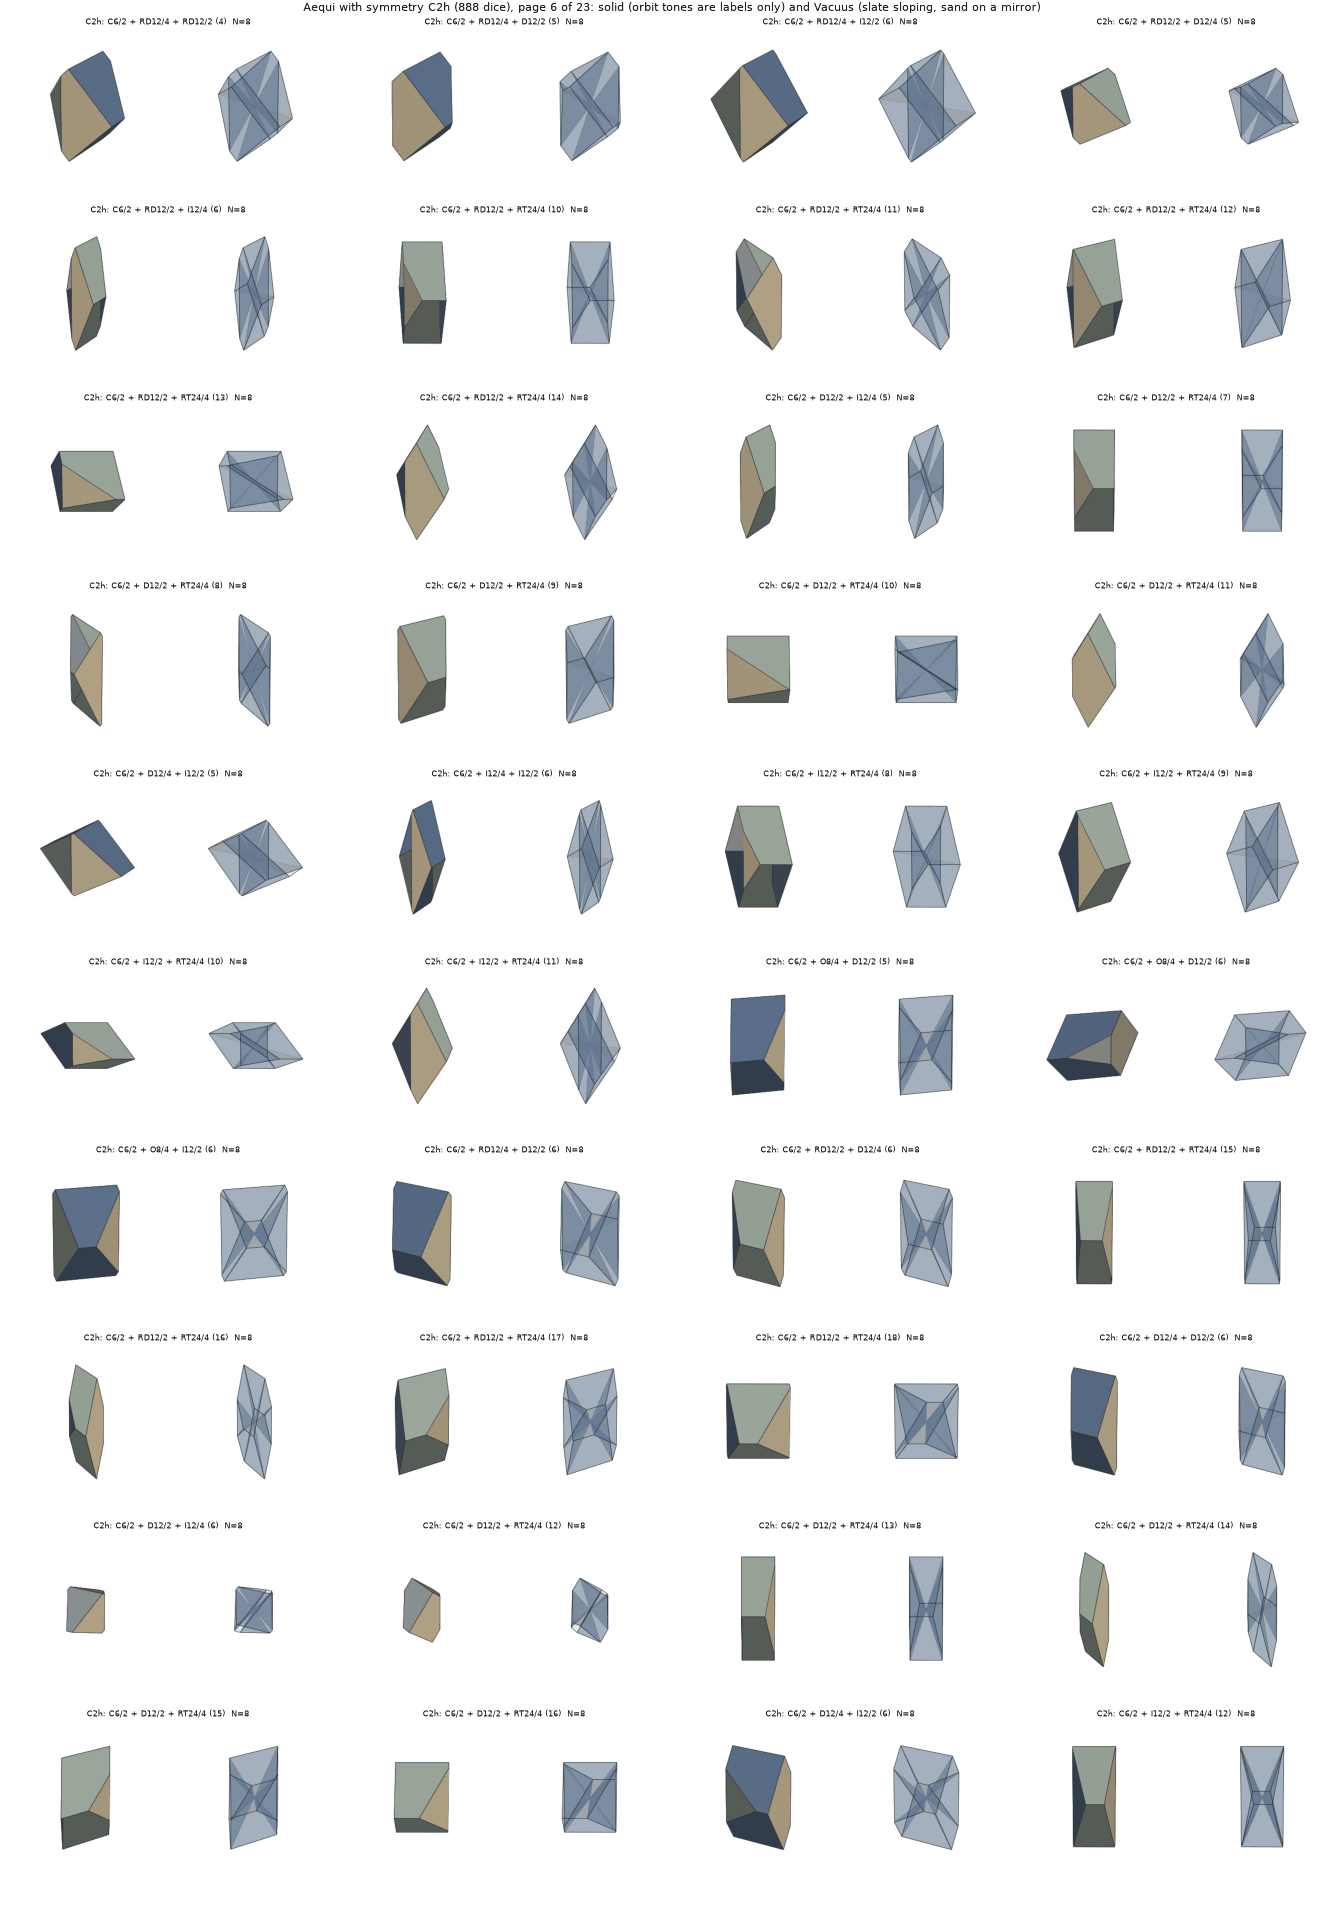 Aequi with symmetry C2h (888 dice), page 6 of 23: solid (orbit tones are labels only) and Vacuus (slate sloping, sand on a mirror)
C2h: C6/2 + RD12/4 + RD12/2 (4)  N=8
C2h: C6/2 + RD12/4 + D12/2 (5)  N=8
C2h: C6/2 + RD12/4 + I12/2 (6)  N=8
C2h: C6/2 + RD12/2 + D12/4 (5)  N=8
C2h: C6/2 + RD12/2 + I12/4 (6)  N=8
C2h: C6/2 + RD12/2 + RT24/4 (10)  N=8
C2h: C6/2 + RD12/2 + RT24/4 (11)  N=8
C2h: C6/2 + RD12/2 + RT24/4 (12)  N=8
C2h: C6/2 + RD12/2 + RT24/4 (13)  N=8
C2h: C6/2 + RD12/2 + RT24/4 (14)  N=8
C2h: C6/2 + D12/2 + I12/4 (5)  N=8
C2h: C6/2 + D12/2 + RT24/4 (7)  N=8
C2h: C6/2 + D12/2 + RT24/4 (8)  N=8
C2h: C6/2 + D12/2 + RT24/4 (9)  N=8
C2h: C6/2 + D12/2 + RT24/4 (10)  N=8
C2h: C6/2 + D12/2 + RT24/4 (11)  N=8
C2h: C6/2 + D12/4 + I12/2 (5)  N=8
C2h: C6/2 + I12/4 + I12/2 (6)  N=8
C2h: C6/2 + I12/2 + RT24/4 (8)  N=8
C2h: C6/2 + I12/2 + RT24/4 (9)  N=8
C2h: C6/2 + I12/2 + RT24/4 (10)  N=8
C2h: C6/2 + I12/2 + RT24/4 (11)  N=8
C2h: C6/2 + O8/4 + D12/2 (5)  N=8
C2h: C6/2 + O8/4 + D12/2 (6)  N=8
C2h: C6/2 + O8/4 + I12/2 (6)  N=8
C2h: C6/2 + RD12/4 + D12/2 (6)  N=8
C2h: C6/2 + RD12/2 + D12/4 (6)  N=8
C2h: C6/2 + RD12/2 + RT24/4 (15)  N=8
C2h: C6/2 + RD12/2 + RT24/4 (16)  N=8
C2h: C6/2 + RD12/2 + RT24/4 (17)  N=8
C2h: C6/2 + RD12/2 + RT24/4 (18)  N=8
C2h: C6/2 + D12/4 + D12/2 (6)  N=8
C2h: C6/2 + D12/2 + I12/4 (6)  N=8
C2h: C6/2 + D12/2 + RT24/4 (12)  N=8
C2h: C6/2 + D12/2 + RT24/4 (13)  N=8
C2h: C6/2 + D12/2 + RT24/4 (14)  N=8
C2h: C6/2 + D12/2 + RT24/4 (15)  N=8
C2h: C6/2 + D12/2 + RT24/4 (16)  N=8
C2h: C6/2 + D12/4 + I12/2 (6)  N=8
C2h: C6/2 + I12/2 + RT24/4 (12)  N=8